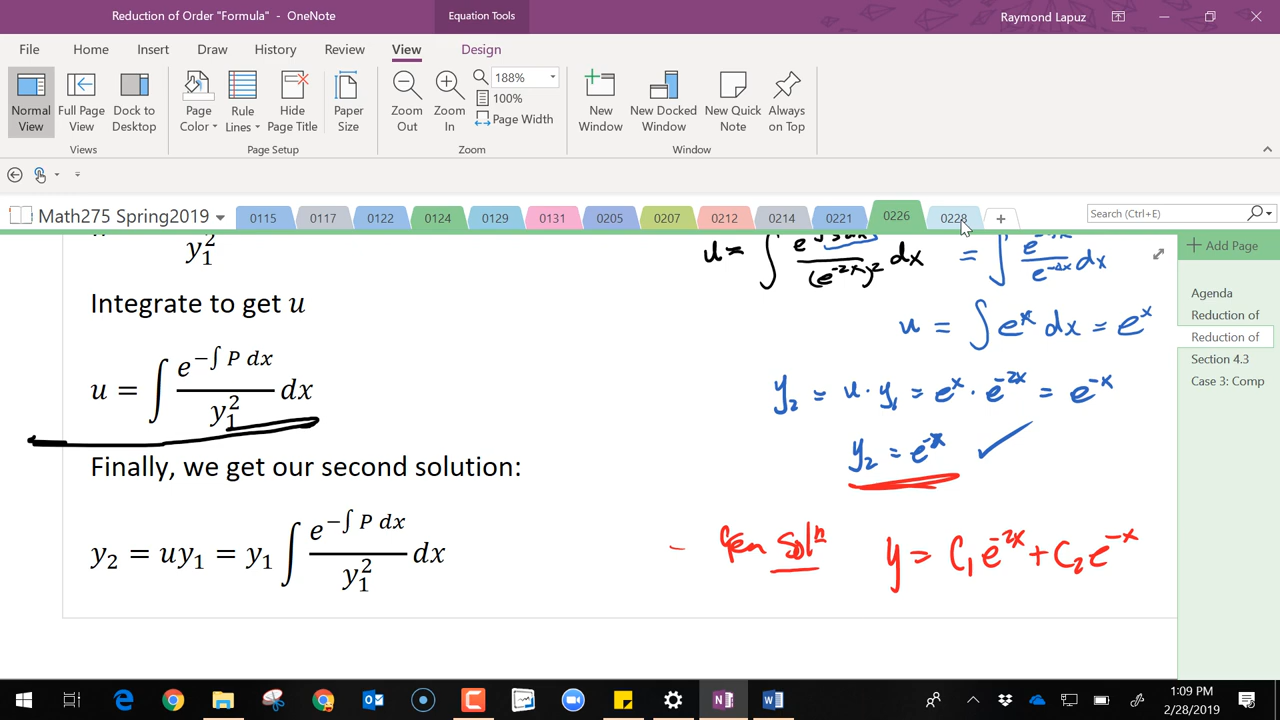 Reduction of Order "Formula" - OneNote
Equation Tools
Raymond Lapuz
File Home Insert Draw History Review View Design
Normal View
Full Page View
Dock to Desktop
Views
Page Color
Rule Lines
Hide Page Title
Paper Size
Page Setup
Zoom Out
Zoom In
188%
100%
Page Width
Zoom
New Window
New Docked Window
New Quick Note
Always on Top
Window
Math275 Spring2019
0115 0117 0122 0124 0129 0131 0205 0207 0212 0214 0221 0226 0228 +
Search (Ctrl+E)
Add Page
Agenda
Reduction of
Reduction of
Section 4.3
Case 3: Comp
y₁²
Integrate to get u
u = ∫ e^(−∫ P dx) / y₁² dx
Finally, we get our second solution:
y₂ = uy₁ = y₁ ∫ e^(−∫ P dx) / y₁² dx
u = ∫ e^x dx = e^x
y₂ = u · y₁ = e^x · e^(−2x) = e^(−x)
y₂ = e^(−x) ✓
Gen Solⁿ y = C₁e^(−2x) + C₂e^(−x)
1:09 PM
2/28/2019